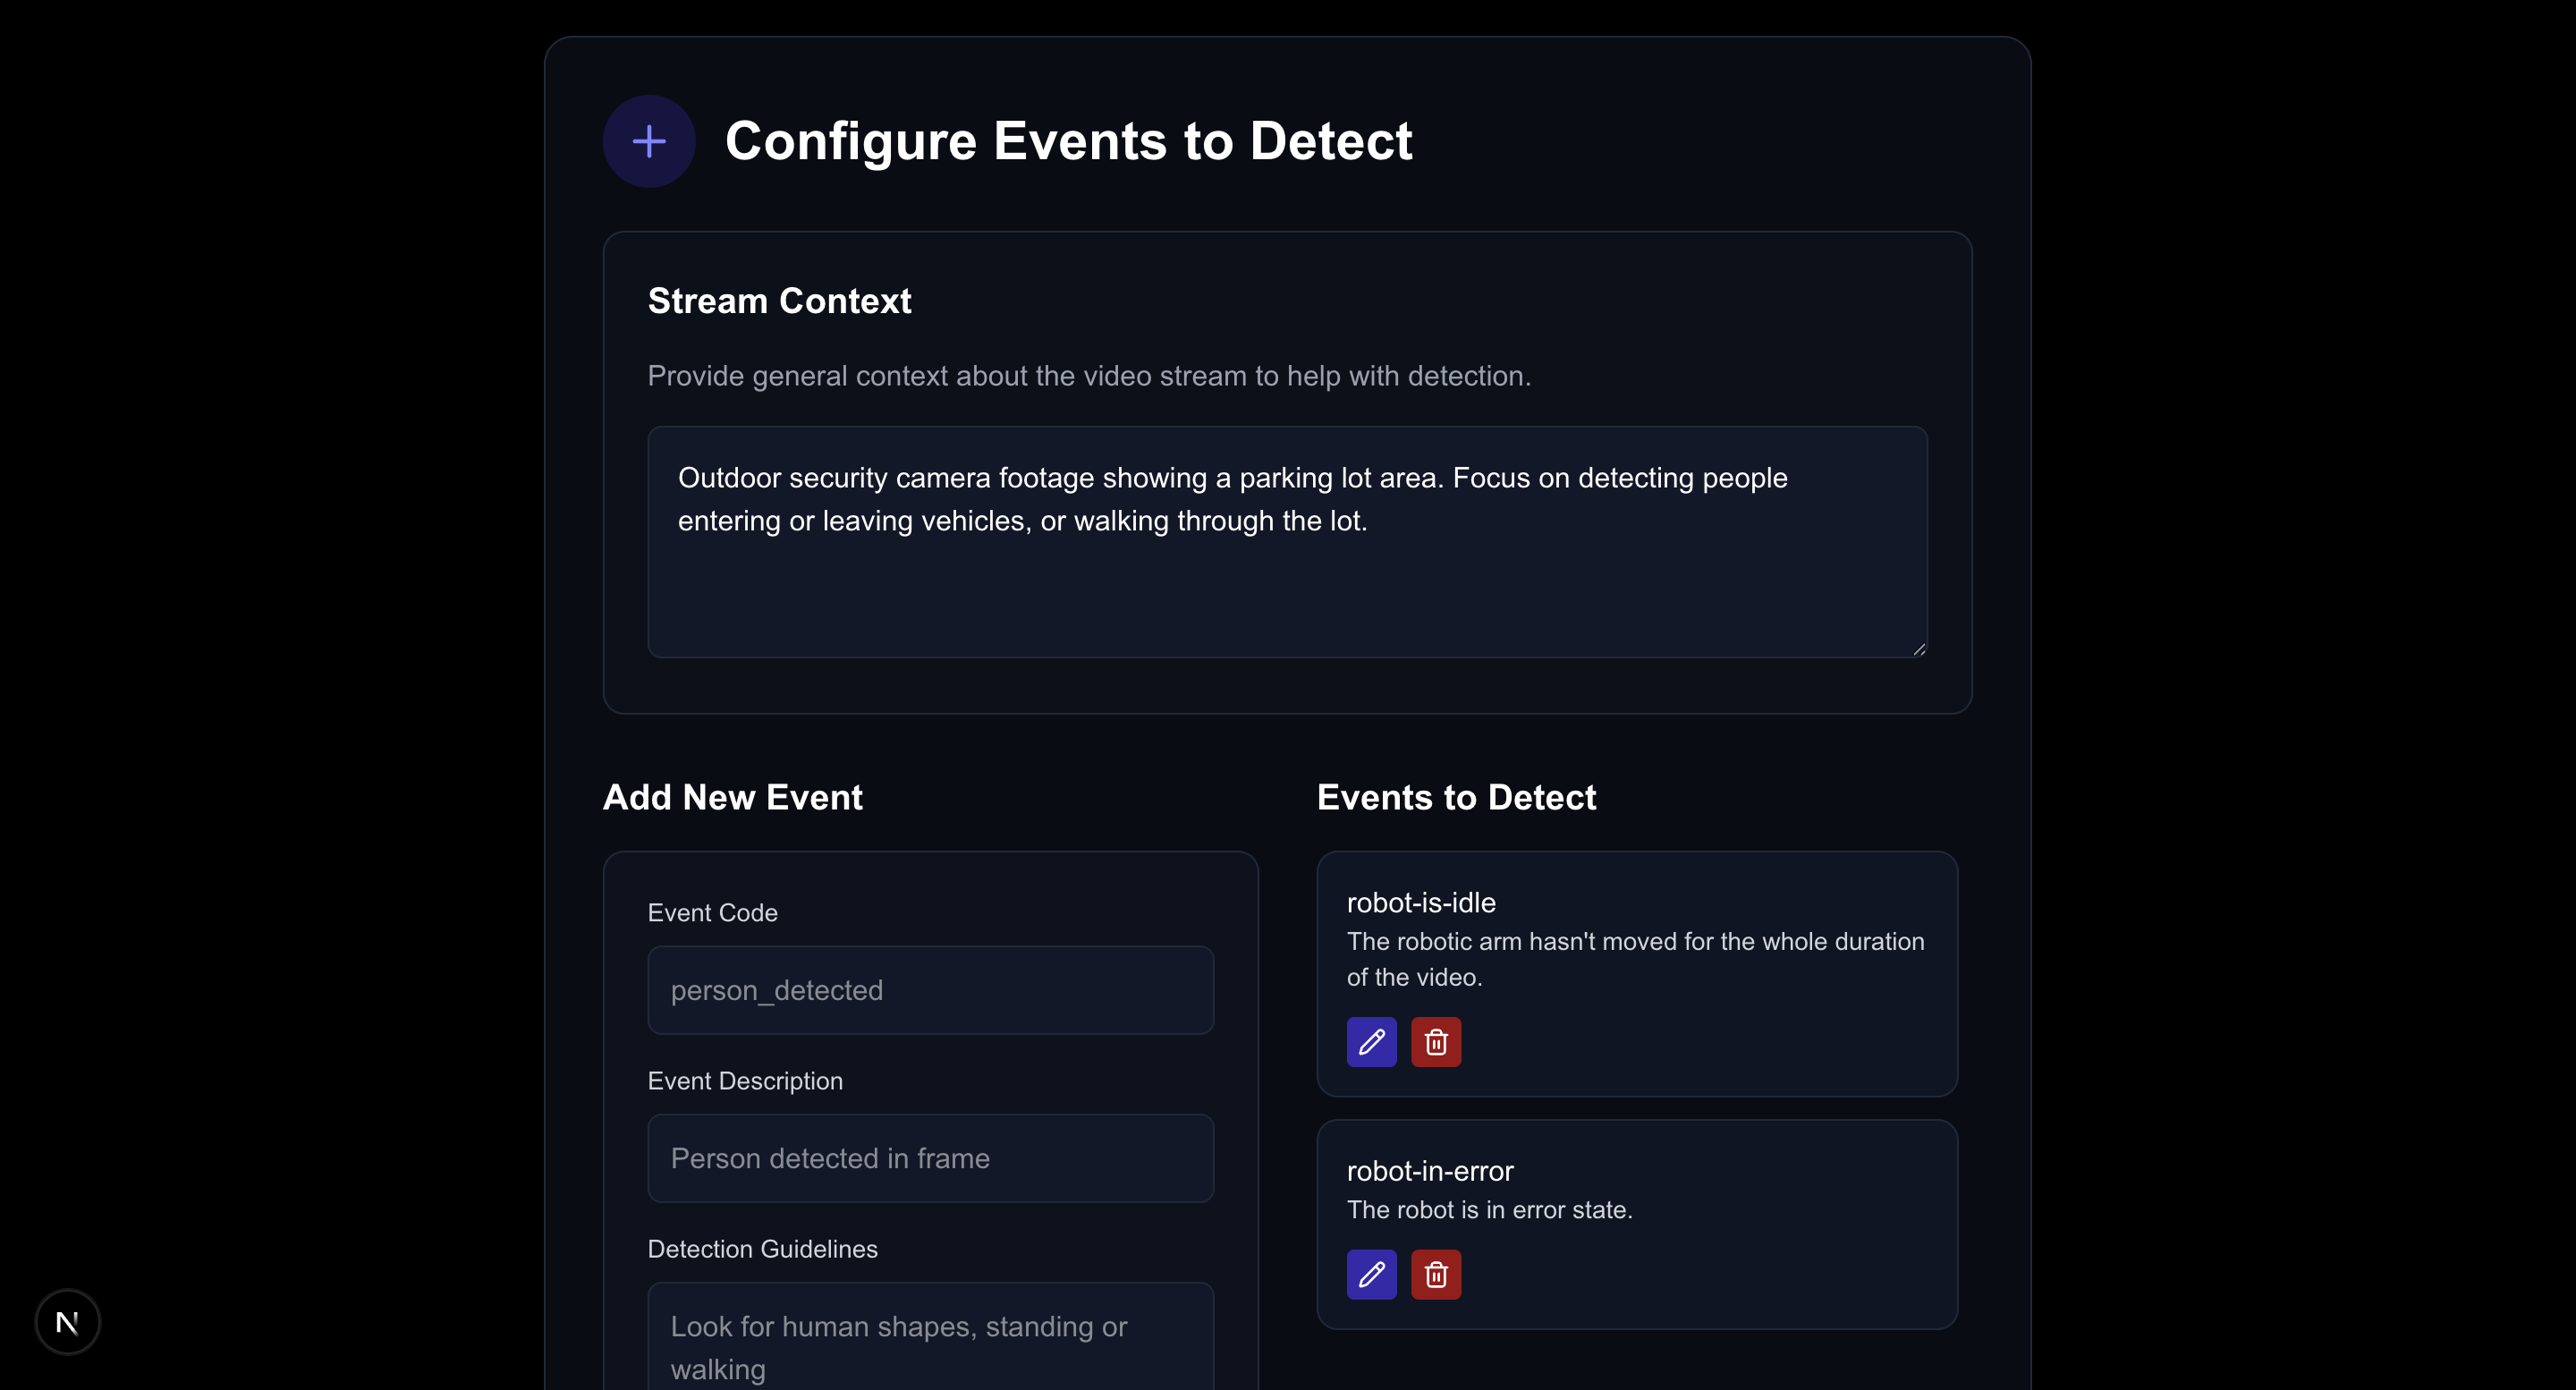 Configure Events to Detect
Stream Context
Provide general context about the video stream to help with detection.
Outdoor security camera footage showing a parking lot area. Focus on detecting people
entering or leaving vehicles, or walking through the lot.
Add New Event
Event Code
person_detected
Event Description
Person detected in frame
Detection Guidelines
Look for human shapes, standing or
walking
Events to Detect
robot-is-idle
The robotic arm hasn't moved for the whole duration
of the video.
robot-in-error
The robot is in error state.
N